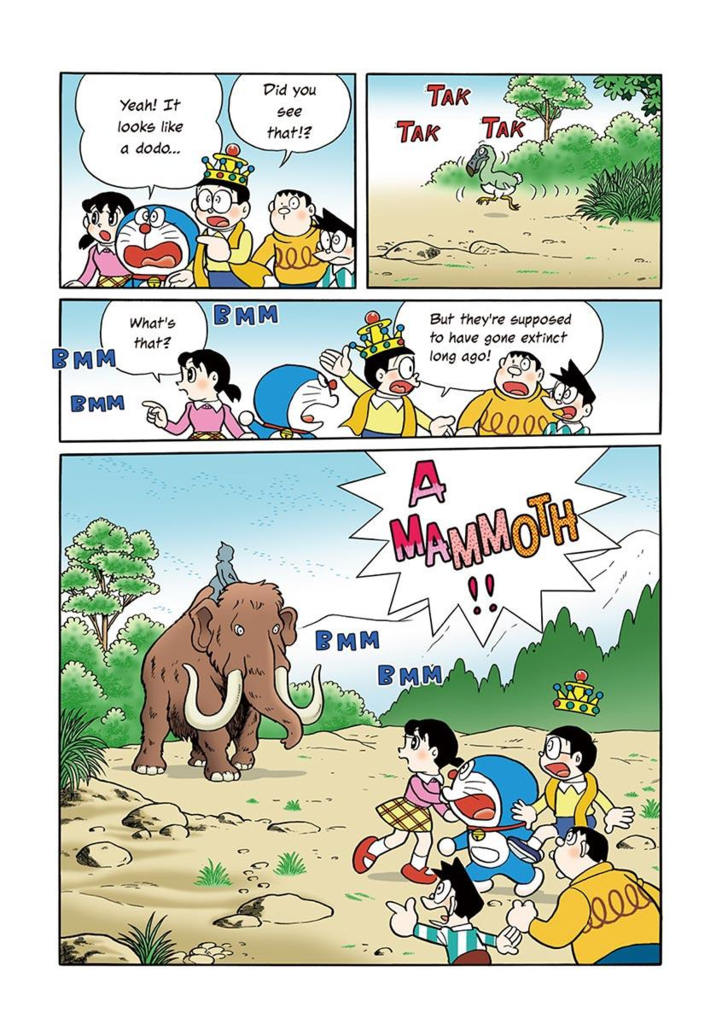 Yeah! It
looks like
a dodo...
Did you
see
that!?
TAK
TAK
TAK
What's
that?
BMM
BMM
BMM
But they're supposed
to have gone extinct
long ago!
A
MAMMOTH
!!
BMM
BMM